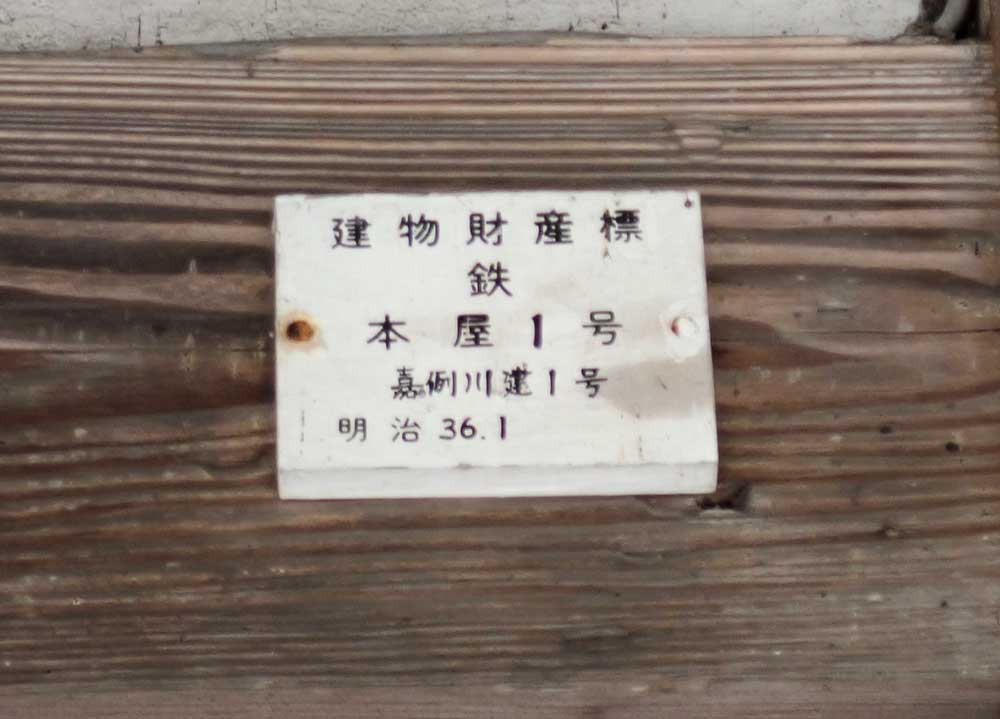 建物財産標
鉄
本屋1号
嘉例川建1号
明治36.1